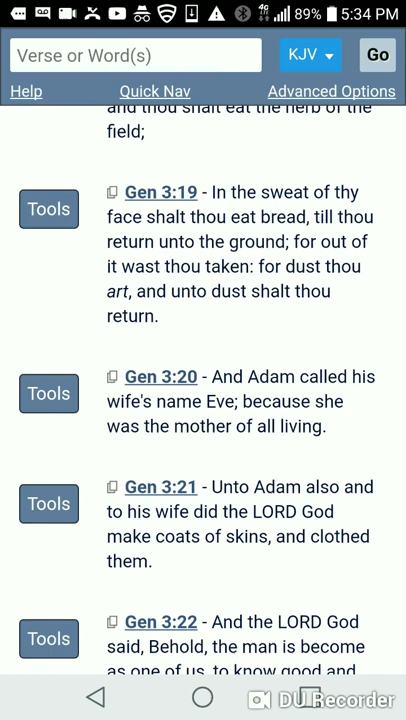 4G
89% 5:34 PM
Verse or Word(s) KJV Go
Help Quick Nav Advanced Options
and thou shalt eat the herb of the
field;
Tools
Gen 3:19 - In the sweat of thy
face shalt thou eat bread, till thou
return unto the ground; for out of
it wast thou taken: for dust thou
art, and unto dust shalt thou
return.
Tools
Gen 3:20 - And Adam called his
wife's name Eve; because she
was the mother of all living.
Tools
Gen 3:21 - Unto Adam also and
to his wife did the LORD God
make coats of skins, and clothed
them.
Tools
Gen 3:22 - And the LORD God
said, Behold, the man is become
as one of us, to know good and
DU Recorder